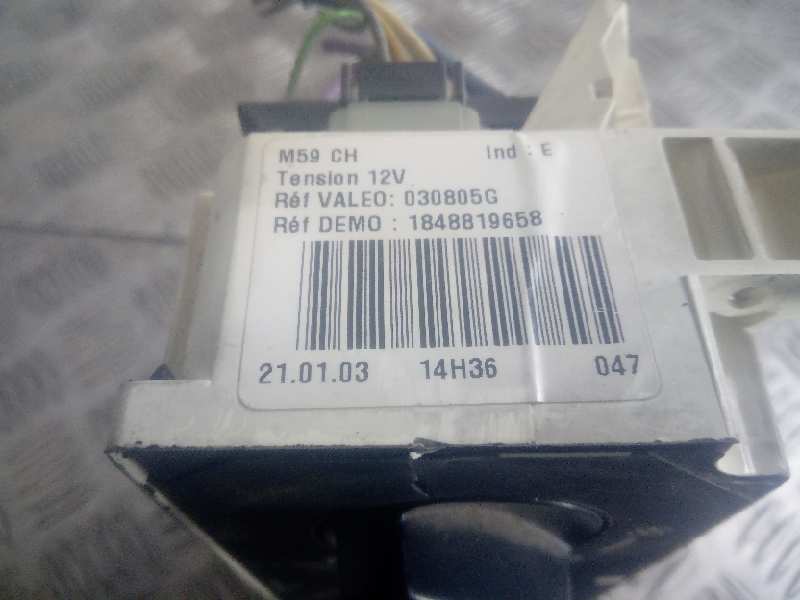 M59 CH Ind : E
Tension 12V
Réf VALEO: 030805G
Réf DEMO : 1848819658
21.01.03 14H36 047